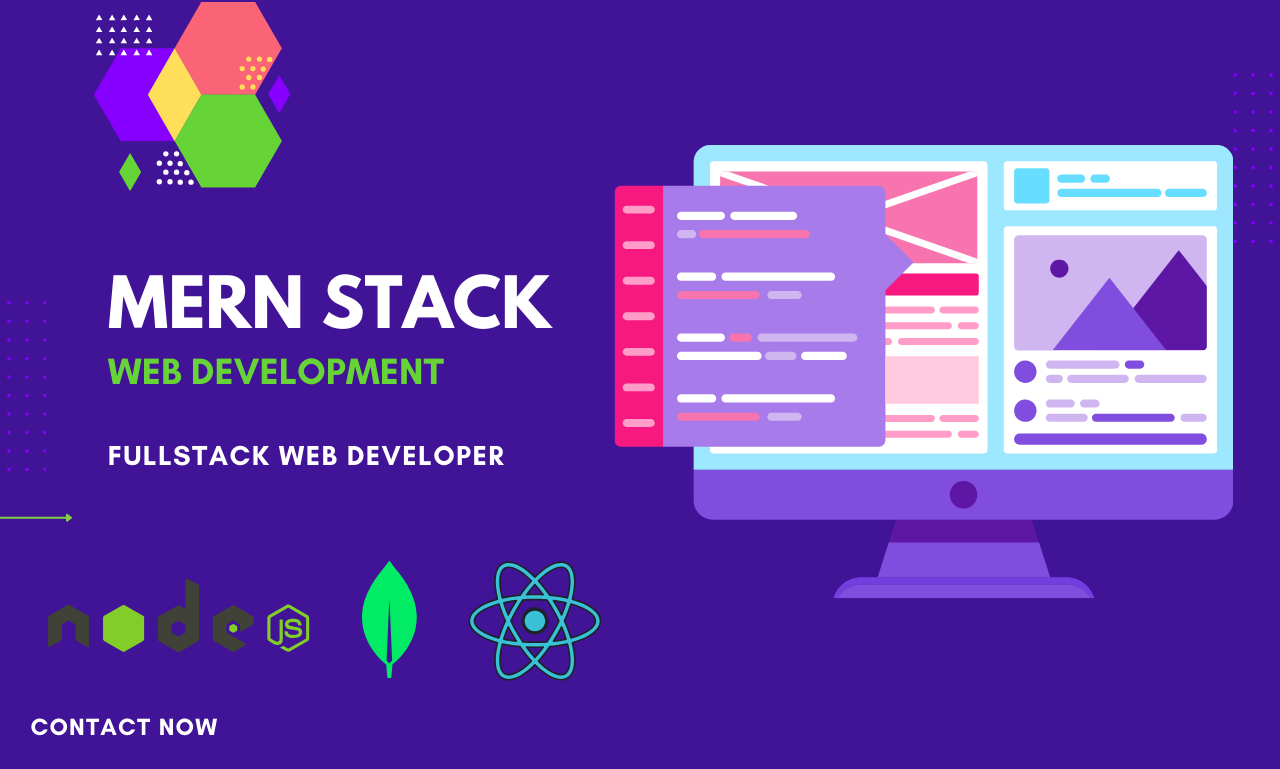 MERN STACK
WEB DEVELOPMENT
FULLSTACK WEB DEVELOPER
node JS
CONTACT NOW